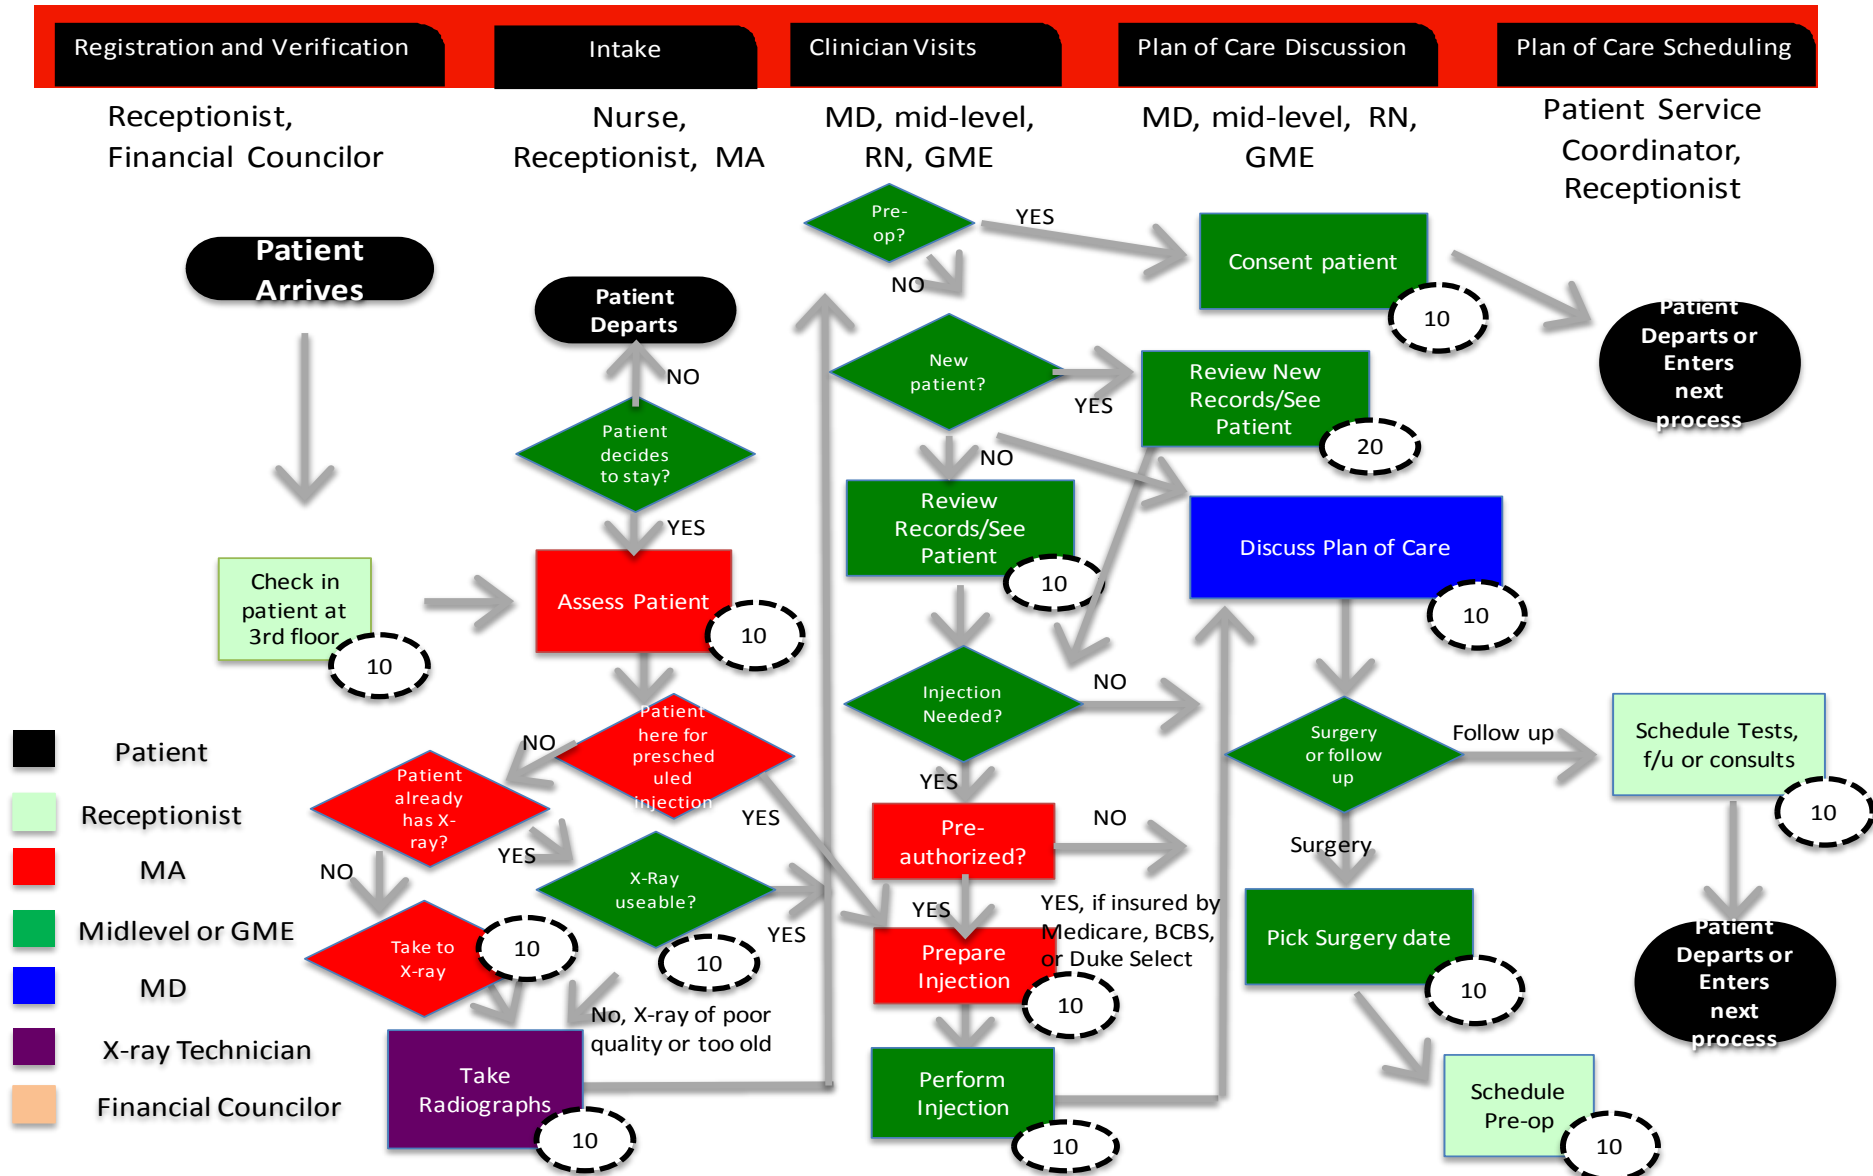 Registration and Verification
Intake
Clinician Visits
Plan of Care Discussion
Plan of Care Scheduling
Receptionist,
Financial Councilor
Nurse,
Receptionist, MA
MD, mid-level,
RN, GME
MD, mid-level, RN,
GME
Patient Service
Coordinator,
Receptionist
Patient
Arrives
Check in
patient at
3rd floor
10
Patient
Departs
NO
Patient
decides
to stay?
YES
Assess Patient
10
Patient
here for
presched
uled
injection
NO
YES
Patient
already
has X-
ray?
NO
YES
X-Ray
useable?
10
YES
Take to
X-ray
10
No, X-ray of poor
quality or too old
Take
Radiographs
10
Pre-
op?
YES
NO
New
patient?
YES
NO
Review
Records/See
Patient
10
Injection
Needed?
NO
YES
Pre-
authorized?
NO
YES
YES, if insured by
Medicare, BCBS,
or Duke Select
Prepare
Injection
10
Perform
Injection
10
Consent patient
10
Review New
Records/See
Patient
20
Discuss Plan of Care
10
Surgery
or follow
up
Follow up
Surgery
Pick Surgery date
10
Schedule
Pre-op
10
Patient
Departs or
Enters
next
process
Schedule Tests,
f/u or consults
10
Patient
Departs or
Enters
next
process
Patient
Receptionist
MA
Midlevel or GME
MD
X-ray Technician
Financial Councilor